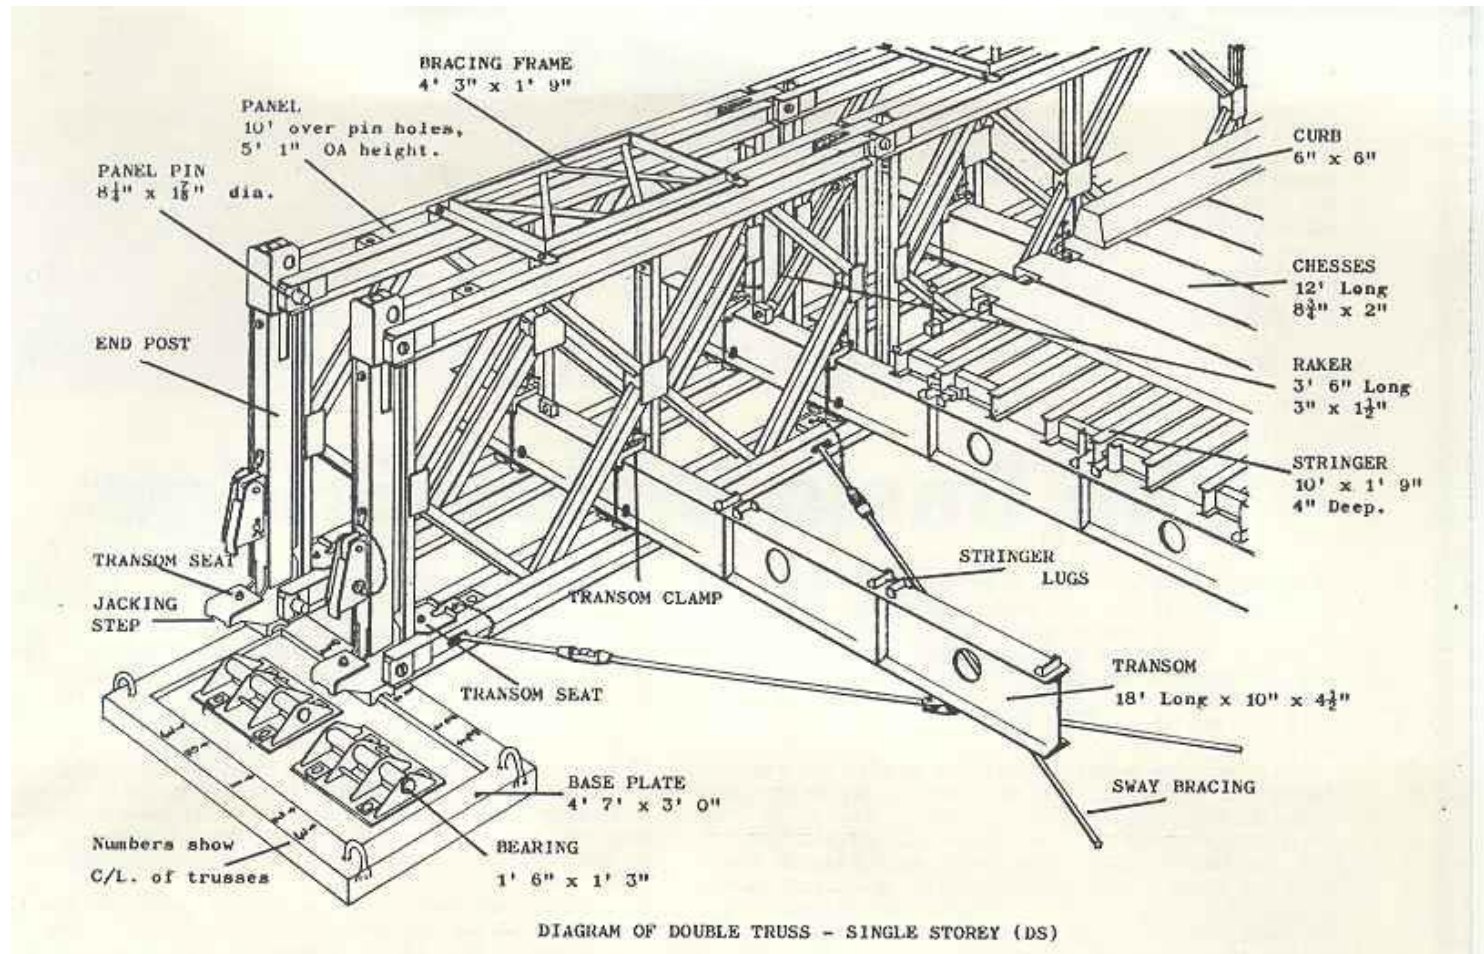 BRACING FRAME
4' 3" x 1' 9"
PANEL
10' over pin holes,
5' 1" OA height.
PANEL PIN
8¼" x 1⅞" dia.
END POST
TRANSOM SEAT
JACKING
STEP
CURB
6" x 6"
CHESSES
12' Long
8¾" x 2"
RAKER
3' 6" Long
3" x 1½"
STRINGER
10' x 1' 9"
4" Deep.
STRINGER
LUGS
TRANSOM CLAMP
TRANSOM SEAT
TRANSOM
18' Long x 10" x 4½"
SWAY BRACING
BASE PLATE
4' 7' x 3' 0"
BEARING
1' 6" x 1' 3"
Numbers show
C/L. of trusses
DIAGRAM OF DOUBLE TRUSS - SINGLE STOREY (DS)